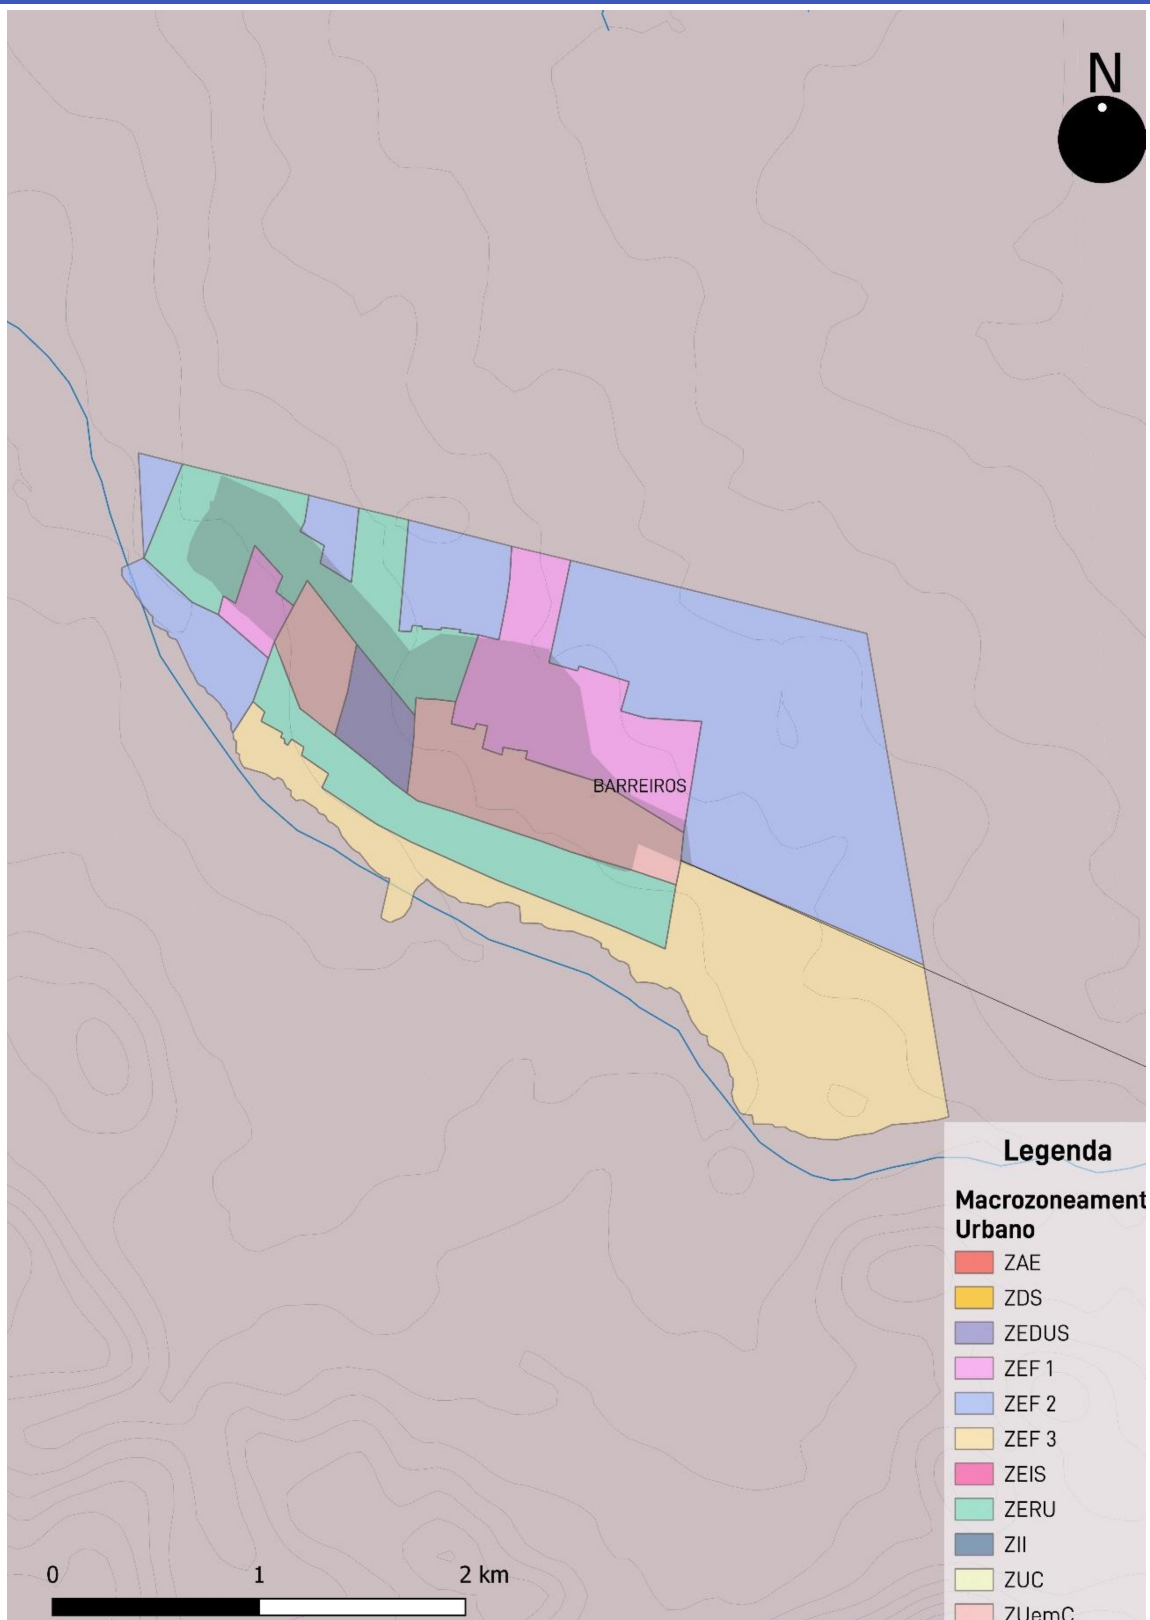 N
BARREIROS
Legenda
Macrozoneament
Urbano
ZAE
ZDS
ZEDUS
ZEF 1
ZEF 2
ZEF 3
ZEIS
ZERU
ZII
ZUC
ZUemC
0 1 2 km